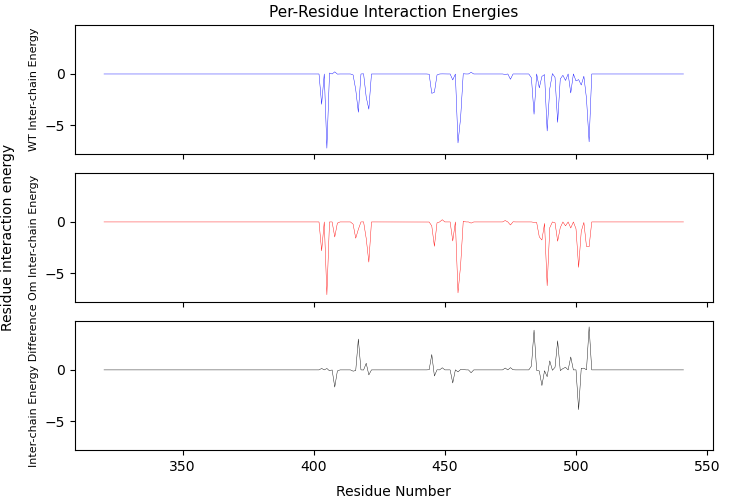 Per-Residue Interaction Energies
Residue interaction energy
WT Inter-chain Energy
0
−5
Om Inter-chain Energy
0
−5
Inter-chain Energy Difference
0
−5
350
400
450
500
550
Residue Number